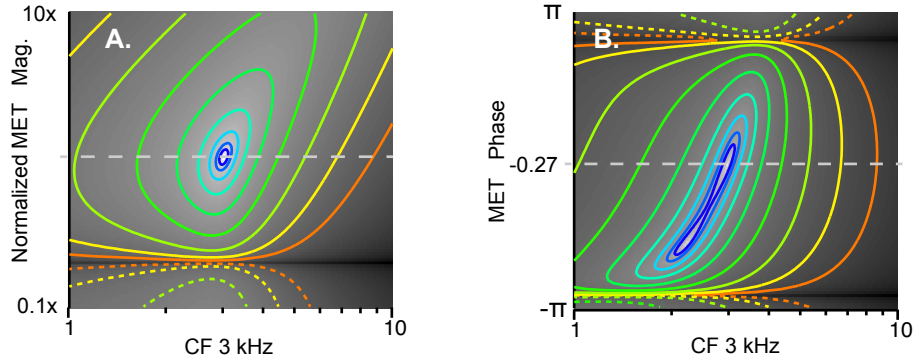 10x
A.
Normalized MET Mag.
0.1x
1
10
CF 3 kHz
π
B.
MET Phase
-0.27
-π
1
10
CF 3 kHz